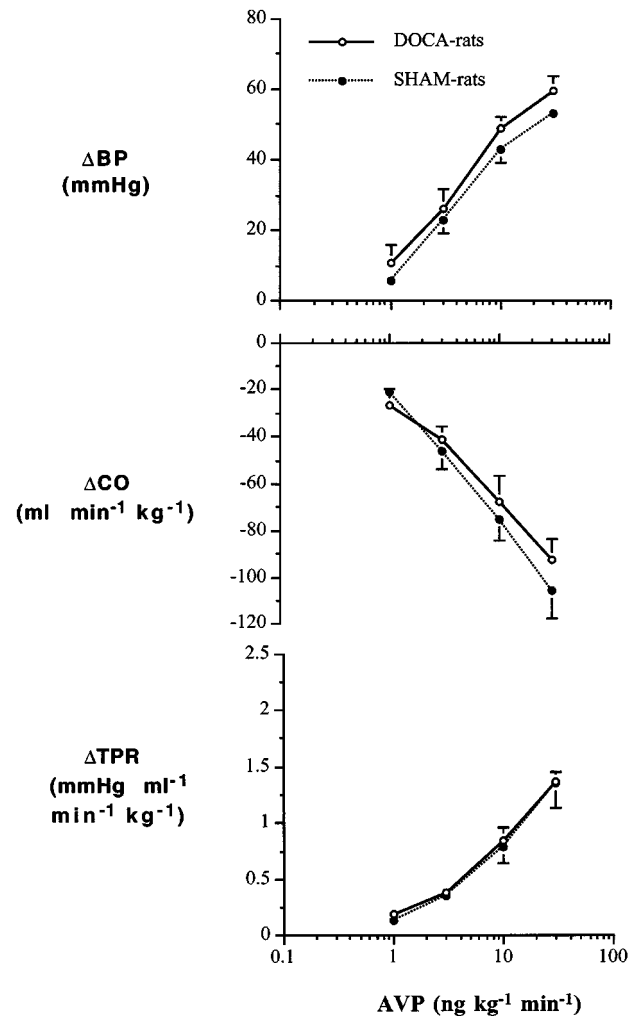 80
60
40
20
0
DOCA-rats
SHAM-rats
ΔBP
(mmHg)
0
-20
-40
-60
-80
-100
-120
ΔCO
(ml min-1 kg-1)
2.5
2
1.5
1
0.5
0
ΔTPR
(mmHg ml-1
min-1 kg-1)
0.1 1 10 100
AVP (ng kg-1 min-1)